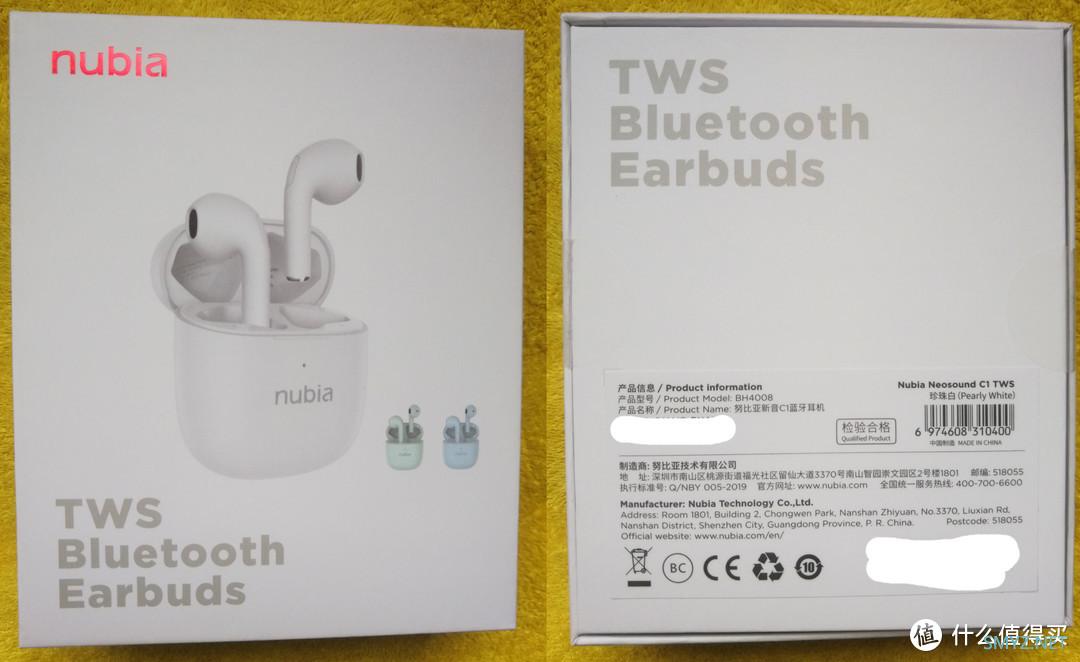 nubia
nubia
nubia
nubia
TWS
Bluetooth
Earbuds
TWS
Bluetooth
Earbuds
产品信息 / Product information
产品型号 / Product Model: BH4008
产品名称 / Product Name: 努比亚新音C1蓝牙耳机
Nubia Neosound C1 TWS
珍珠白 (Pearly White)
检验合格
Qualified Product
6 974608 310400
中国制造 MADE IN CHINA
制造商: 努比亚技术有限公司
地 址: 深圳市南山区桃源街道福光社区留仙大道3370号南山智园崇文园区2号楼1801 邮编: 518055
执行标准号: Q/NBY 005-2019 官方网址: www.nubia.com 全国统一服务热线: 400-700-6600
Manufacturer: Nubia Technology Co.,Ltd.
Address: Room 1801, Building 2, Chongwen Park, Nanshan Zhiyuan, No.3370, Liuxian Rd,
Nanshan District, Shenzhen City, Guangdong Province, P. R. China. Postcode: 518055
Official website: www.nubia.com/en/
BC
CE
10
值 什么值得买
SMYZ.NET